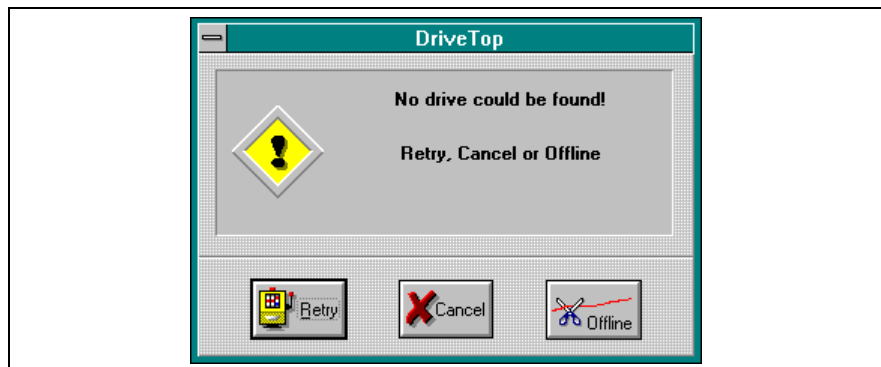 DriveTop
No drive could be found!
Retry, Cancel or Offline
Retry
Cancel
Offline